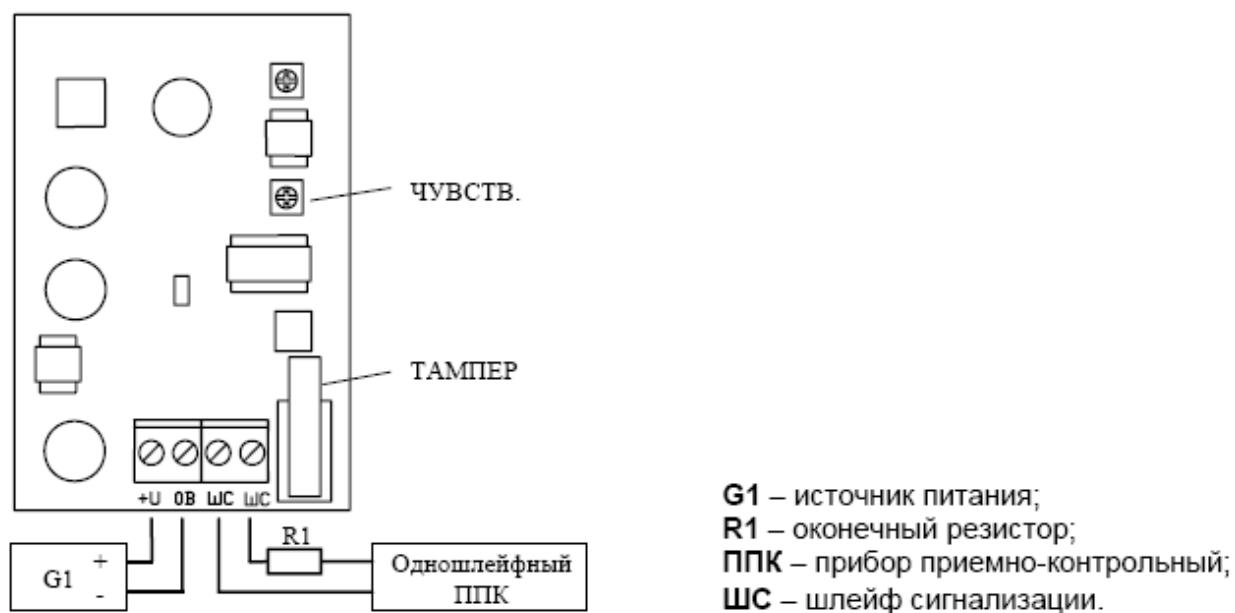 ЧУВСТВ.
ТАМПЕР
+U 0В ШС ШС
R1
G1
+
-
Одношлейфный
ППК
G1 – источник питания;
R1 – оконечный резистор;
ППК – прибор приемно-контрольный;
ШС – шлейф сигнализации.